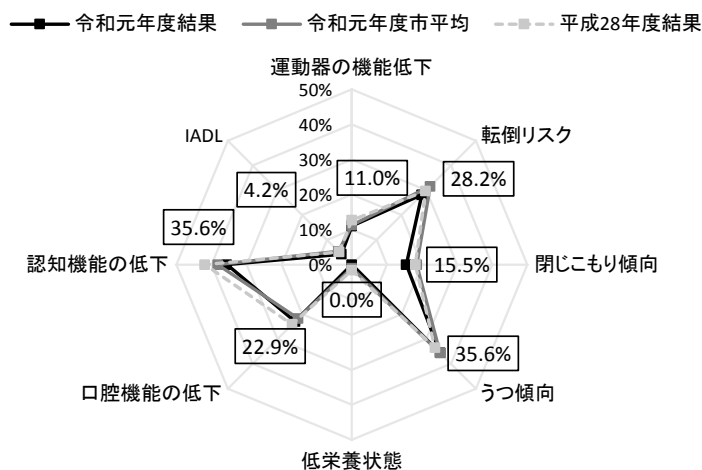 令和元年度結果 令和元年度市平均 平成28年度結果
運動器の機能低下
50%
40%
30%
20%
10%
0%
IADL
転倒リスク
4.2%
11.0%
28.2%
35.6%
認知機能の低下
15.5%
閉じこもり傾向
0.0%
22.9%
35.6%
口腔機能の低下
うつ傾向
低栄養状態